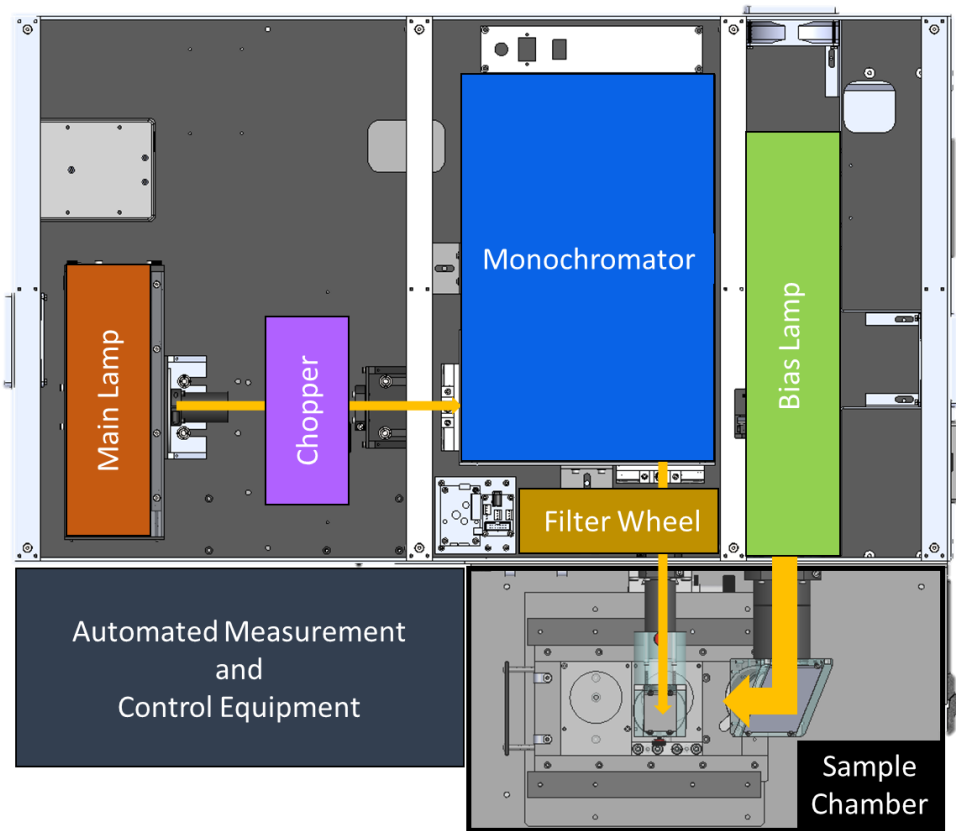 Monochromator
Main Lamp
Chopper
Bias Lamp
Filter Wheel
Automated Measurement
and
Control Equipment
Sample
Chamber